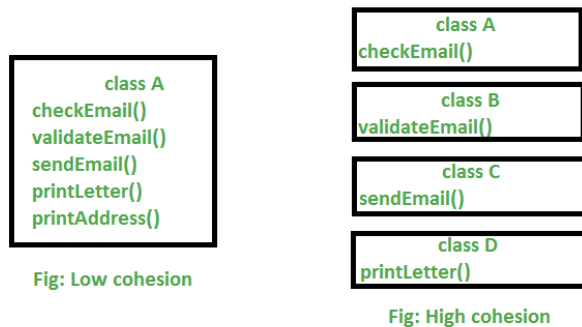 class A
checkEmail()
validateEmail()
sendEmail()
printLetter()
printAddress()
Fig: Low cohesion
class A
checkEmail()
class B
validateEmail()
class C
sendEmail()
class D
printLetter()
Fig: High cohesion